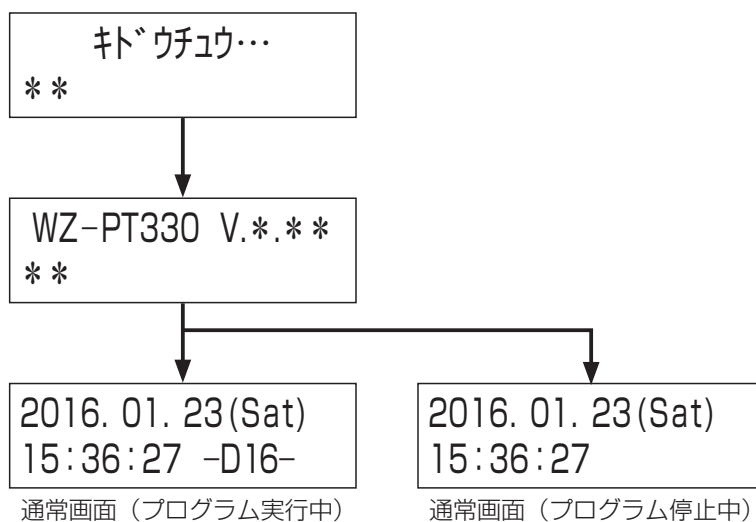 ｷﾄﾞｳﾁｭｳ…
＊＊
WZ-PT330 V.＊.＊＊
＊＊
2016. 01. 23(Sat)
15:36:27 -D16-
通常画面（プログラム実行中）
2016. 01. 23(Sat)
15:36:27
通常画面（プログラム停止中）